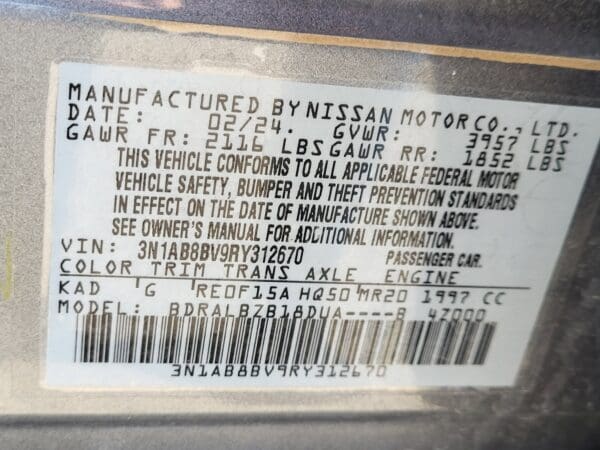 MANUFACTURED BY NISSAN MOTOR CO., LTD.
DATE: 02/24. GVWR: 3957 LBS
GAWR FR: 2116 LBS GAWR RR: 1852 LBS
THIS VEHICLE CONFORMS TO ALL APPLICABLE FEDERAL MOTOR
VEHICLE SAFETY, BUMPER AND THEFT PREVENTION STANDARDS
IN EFFECT ON THE DATE OF MANUFACTURE SHOWN ABOVE.
SEE OWNER'S MANUAL FOR ADDITIONAL INFORMATION.
VIN: 3N1AB8BV9RY312670 PASSENGER CAR.
COLOR TRIM TRANS AXLE ENGINE
KAD G RE0F15A HQ50 MR20 1997 CC
MODEL: BDRALBZB18DUA----B 4Z000
3N1AB8BV9RY312670